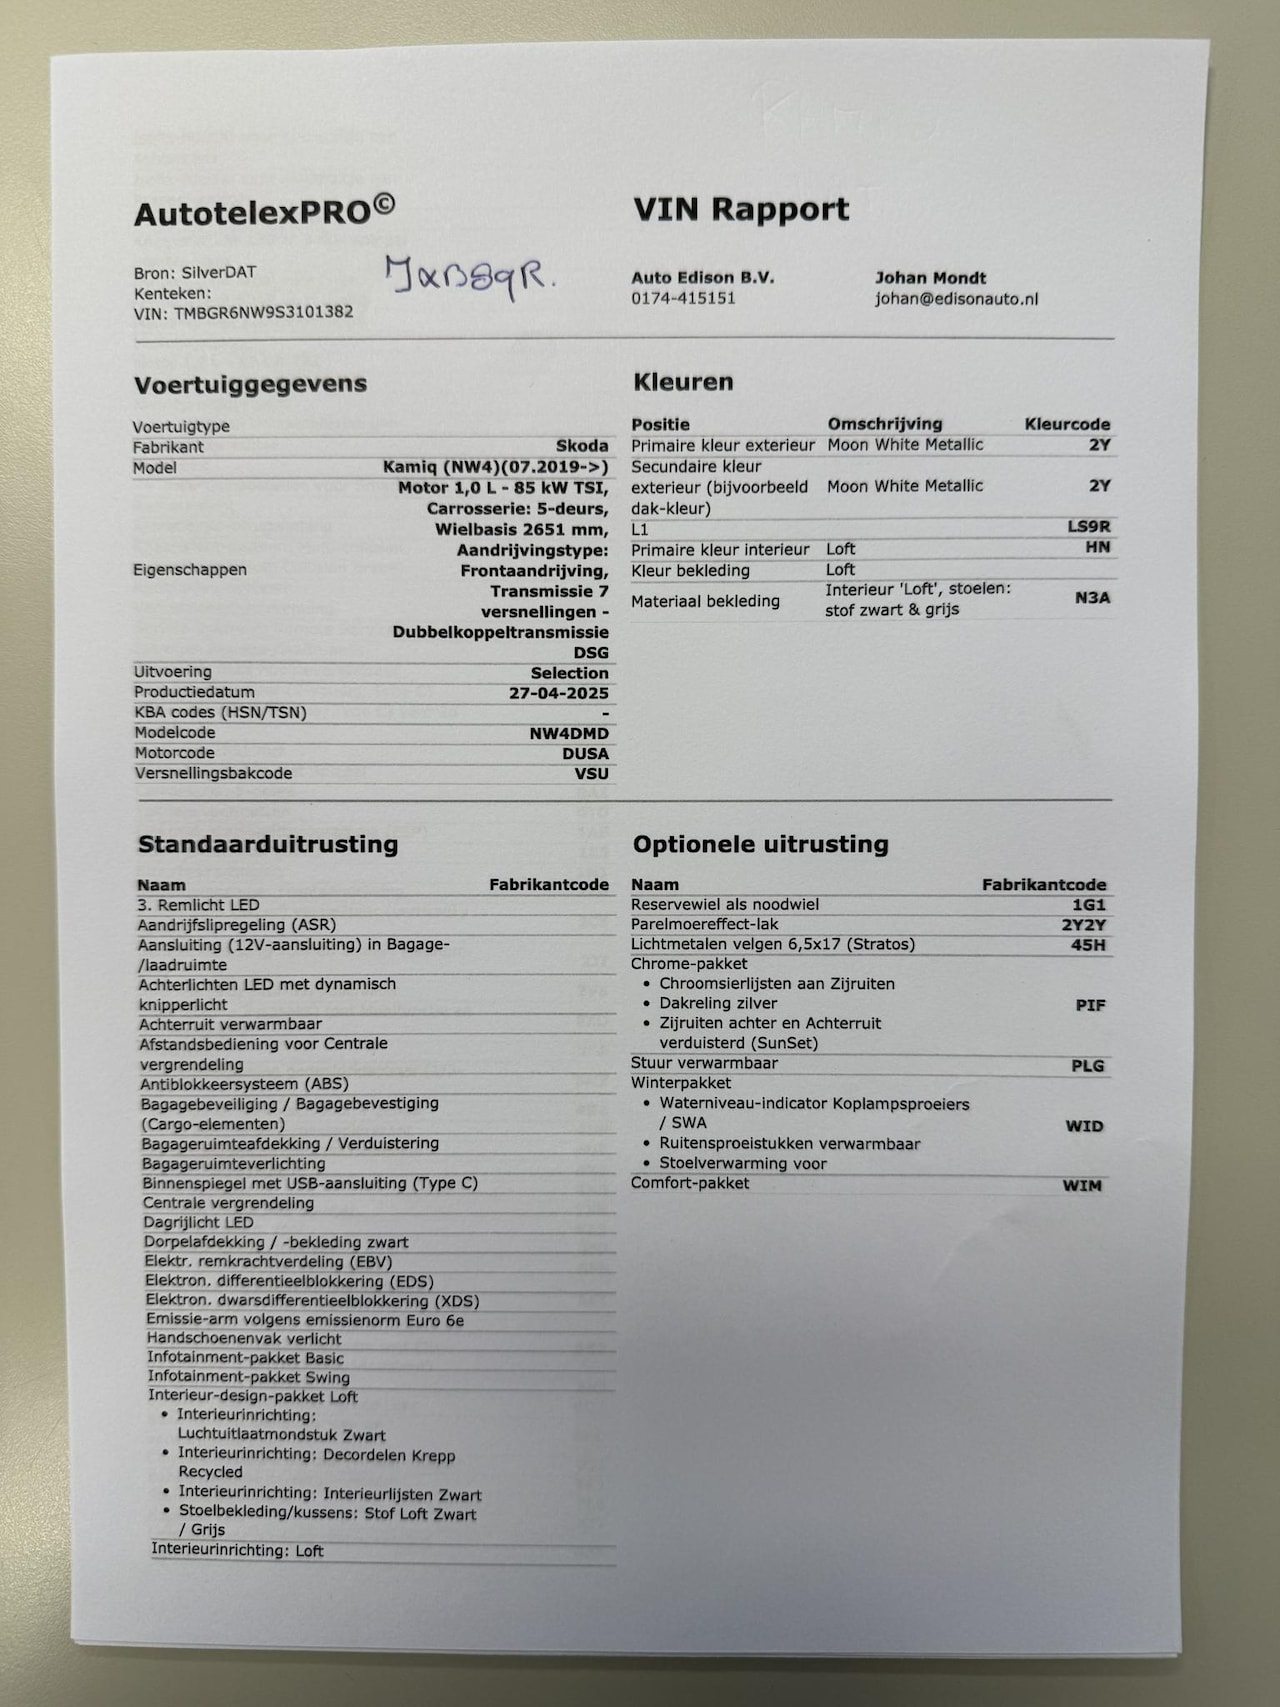 AutotelexPRO©
VIN Rapport
Bron: SilverDAT
Kenteken:
VIN: TMBGR6NW9S3101382
Auto Edison B.V.
0174-415151
Johan Mondt
johan@edisonauto.nl
Voertuiggegevens
Voertuigtype
Fabrikant Skoda
Model Kamiq (NW4)(07.2019->)
Eigenschappen Motor 1,0 L - 85 kW TSI,
Carrosserie: 5-deurs,
Wielbasis 2651 mm,
Aandrijvingstype:
Frontaandrijving,
Transmissie 7
versnellingen -
Dubbelkoppeltransmissie
DSG
Uitvoering Selection
Productiedatum 27-04-2025
KBA codes (HSN/TSN) -
Modelcode NW4DMD
Motorcode DUSA
Versnellingsbakcode VSU
Kleuren
Positie Omschrijving Kleurcode
Primaire kleur exterieur Moon White Metallic 2Y
Secundaire kleur
exterieur (bijvoorbeeld Moon White Metallic 2Y
dak-kleur)
L1 LS9R
Primaire kleur interieur Loft HN
Kleur bekleding Loft
Materiaal bekleding Interieur 'Loft', stoelen:
stof zwart & grijs N3A
Standaarduitrusting
Naam Fabrikantcode
3. Remlicht LED
Aandrijfslipregeling (ASR)
Aansluiting (12V-aansluiting) in Bagage-
/laadruimte
Achterlichten LED met dynamisch
knipperlicht
Achterruit verwarmbaar
Afstandsbediening voor Centrale
vergrendeling
Antiblokkeersysteem (ABS)
Bagagebeveiliging / Bagagebevestiging
(Cargo-elementen)
Bagageruimteafdekking / Verduistering
Bagageruimteverlichting
Binnenspiegel met USB-aansluiting (Type C)
Centrale vergrendeling
Dagrijlicht LED
Dorpelafdekking / -bekleding zwart
Elektr. remkrachtverdeling (EBV)
Elektron. differentieelblokkering (EDS)
Elektron. dwarsdifferentieelblokkering (XDS)
Emissie-arm volgens emissienorm Euro 6e
Handschoenenvak verlicht
Infotainment-pakket Basic
Infotainment-pakket Swing
Interieur-design-pakket Loft
• Interieurinrichting:
Luchtuitlaatmondstuk Zwart
• Interieurinrichting: Decordelen Krepp
Recycled
• Interieurinrichting: Interieurlijsten Zwart
• Stoelbekleding/kussens: Stof Loft Zwart
/ Grijs
Interieurinrichting: Loft
Optionele uitrusting
Naam Fabrikantcode
Reservewiel als noodwiel 1G1
Parelmoereffect-lak 2Y2Y
Lichtmetalen velgen 6,5x17 (Stratos) 45H
Chrome-pakket
• Chroomsierlijsten aan Zijruiten
• Dakreling zilver PIF
• Zijruiten achter en Achterruit
verduisterd (SunSet)
Stuur verwarmbaar PLG
Winterpakket
• Waterniveau-indicator Koplampsproeiers
/ SWA WID
• Ruitensproeistukken verwarmbaar
• Stoelverwarming voor
Comfort-pakket WIM